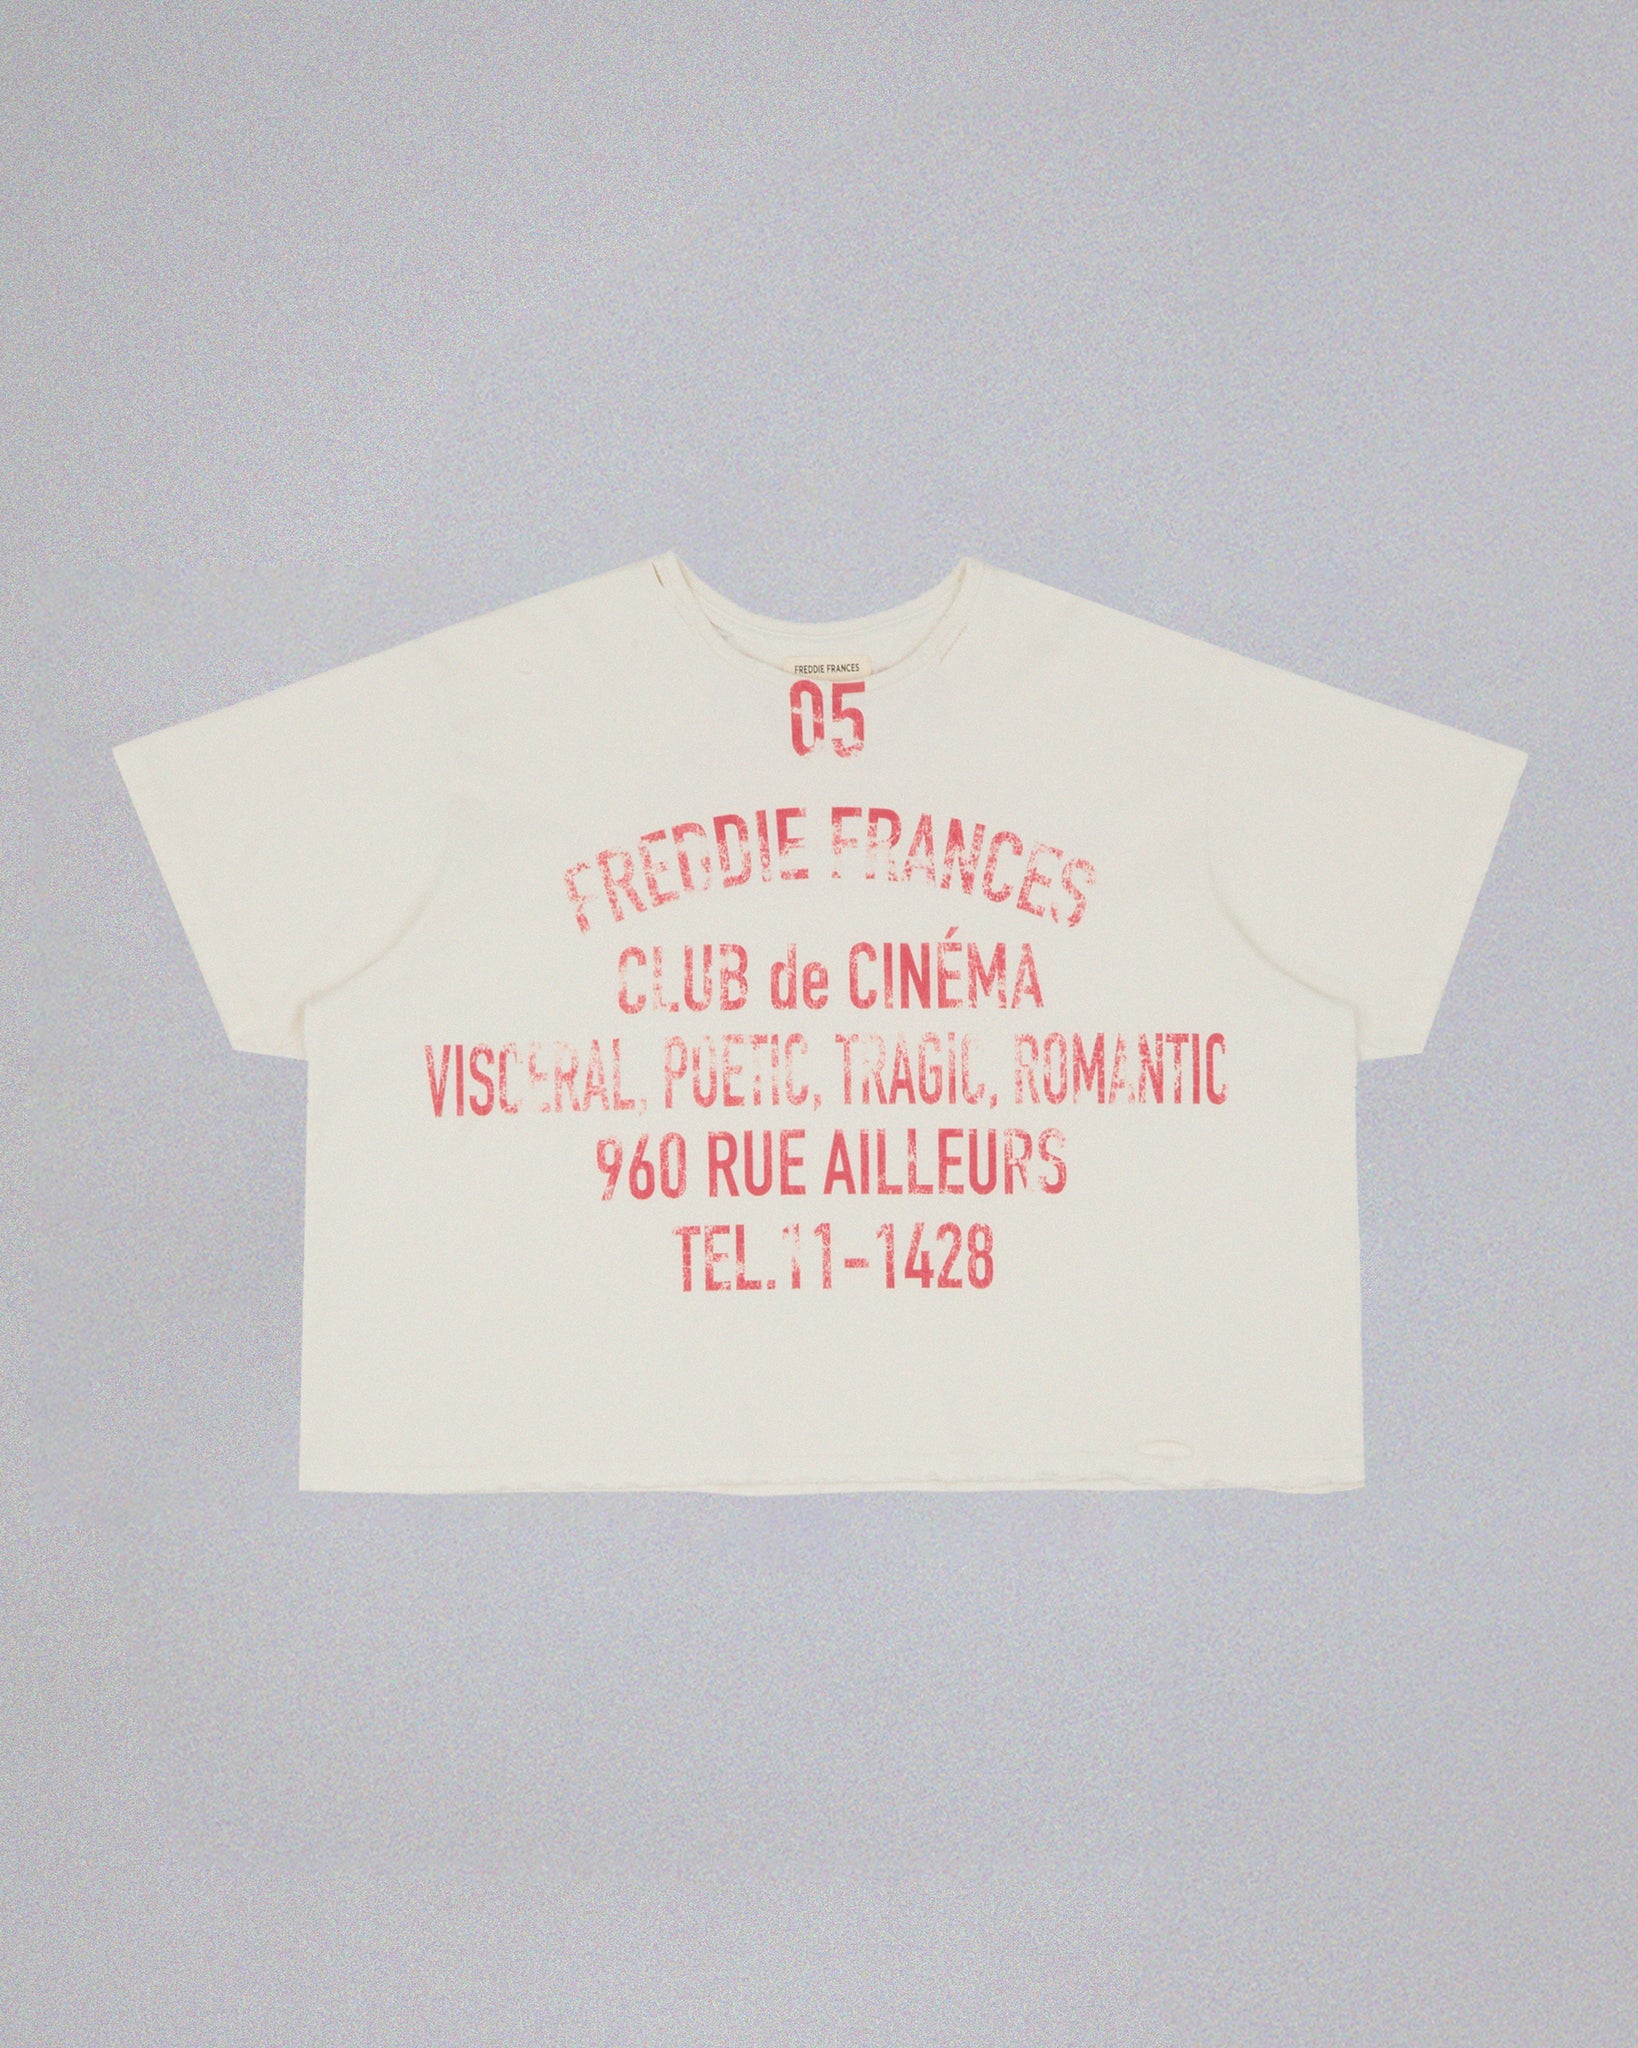 FREDDIE FRANCES
05
FREDDIE FRANCES
CLUB de CINÉMA
VISCERAL, POETIC, TRAGiC, ROMANTIC
960 RUE AILLEURS
TEL.11-1428